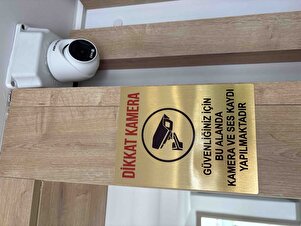 DİKKAT KAMERA
GÜVENLİĞİNİZ İÇİN
BU ALANDA
KAMERA VE SES KAYDI
YAPILMAKTADIR